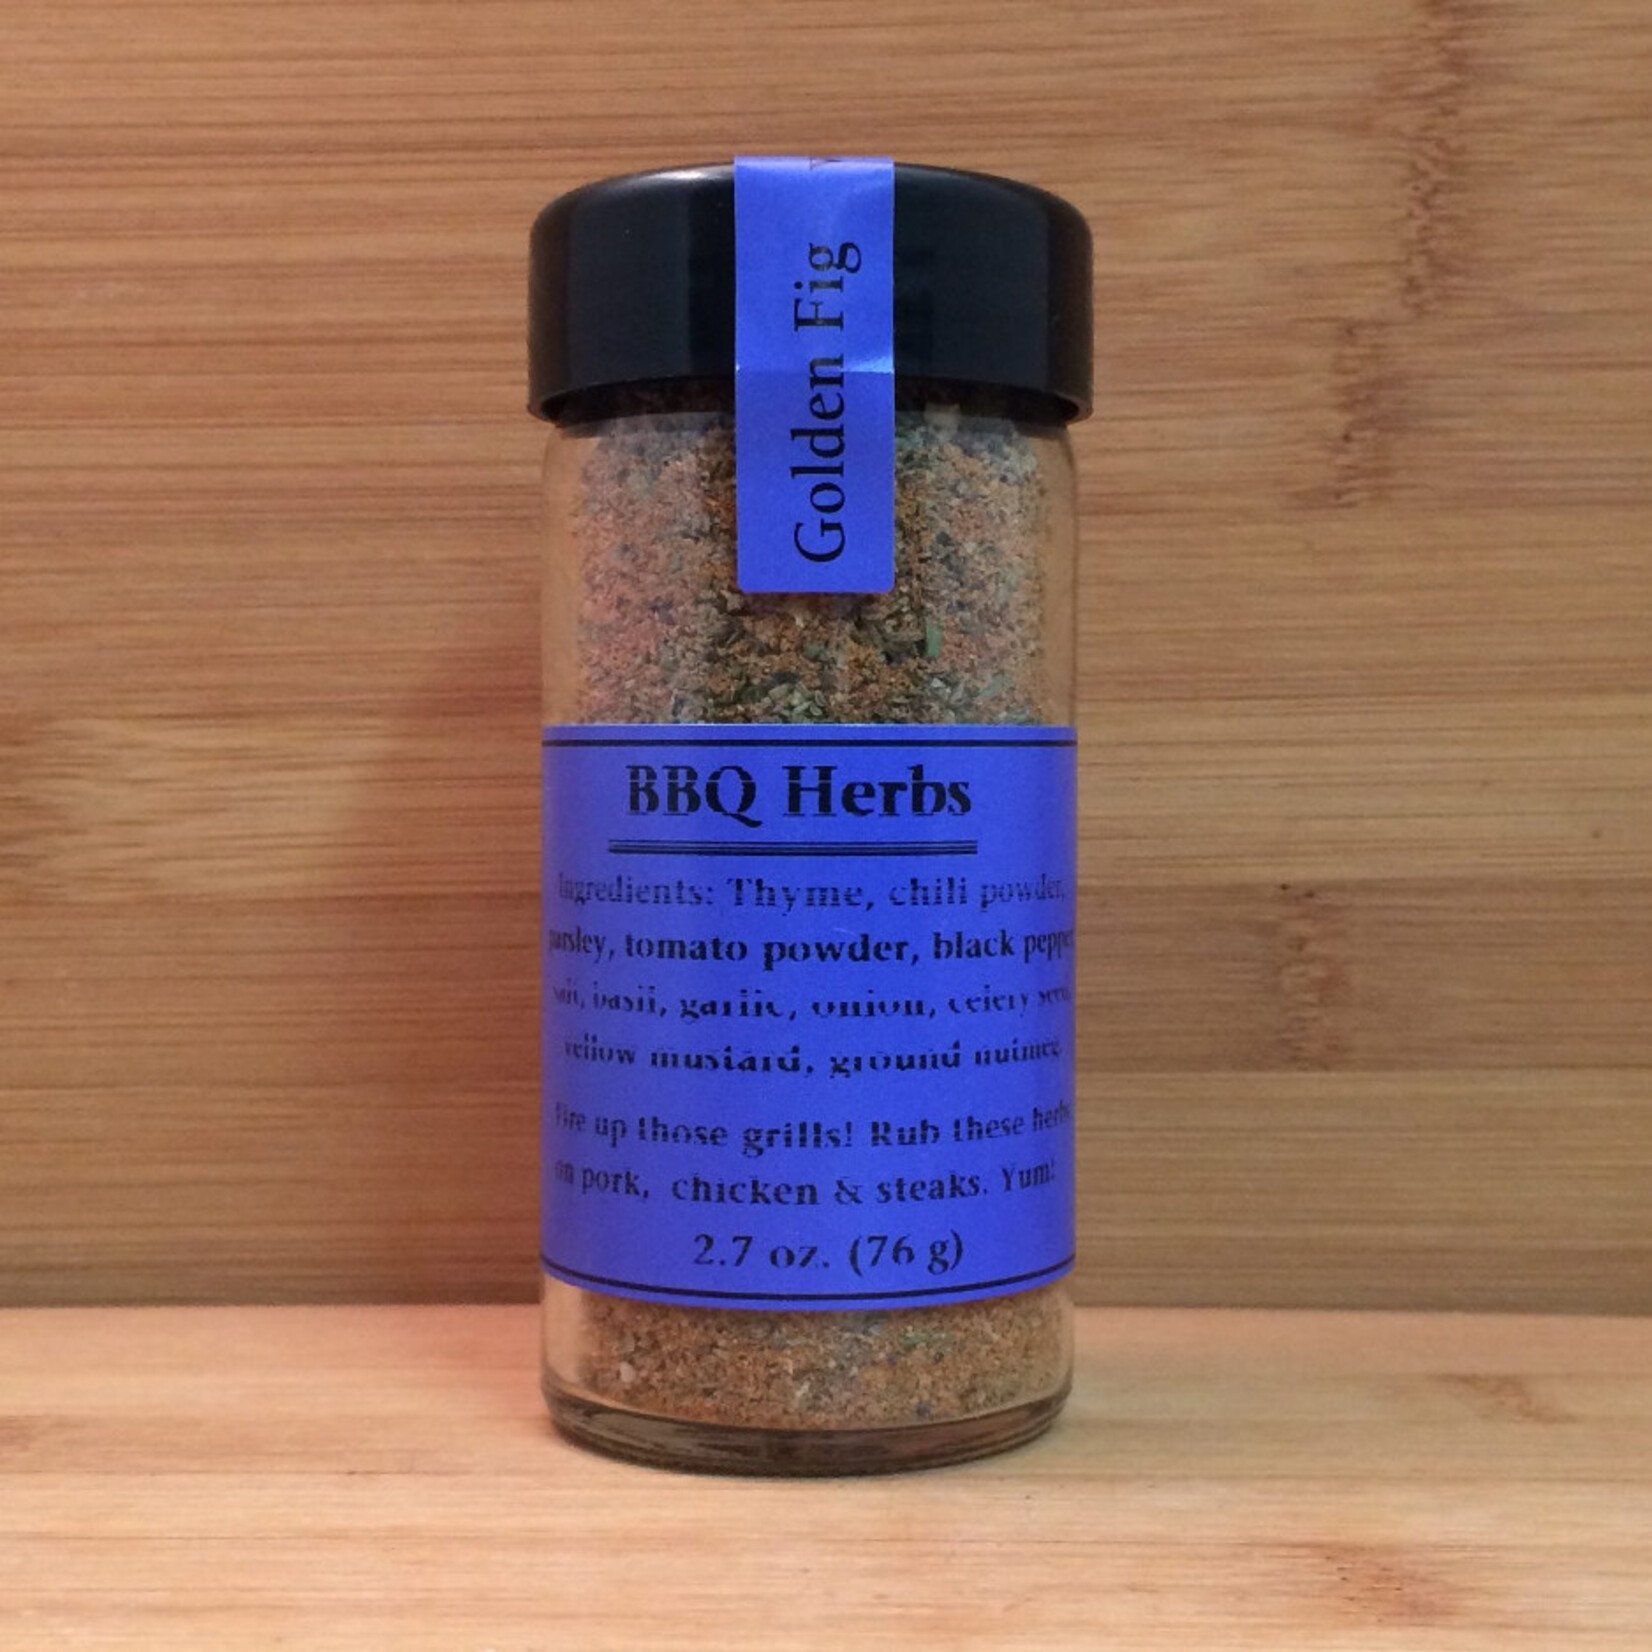 Golden Fig
BBQ Herbs
Ingredients: Thyme, chili powder,
parsley, tomato powder, black pepper
salt, basil, garlic, onion, celery seed,
yellow mustard, ground nutmeg.
Fire up those grills! Rub these herbs
on pork, chicken & steaks. Yum!
2.7 oz. (76 g)